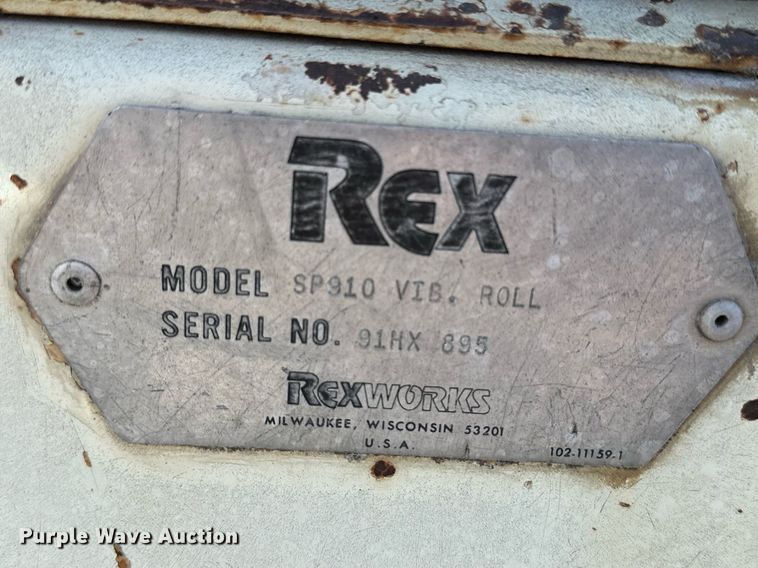 REX
MODEL SP910 VIB. ROLL
SERIAL NO. 91HX 895
REXWORKS
MILWAUKEE, WISCONSIN 53201
U.S.A.
102-11159-1
Purple Wave Auction